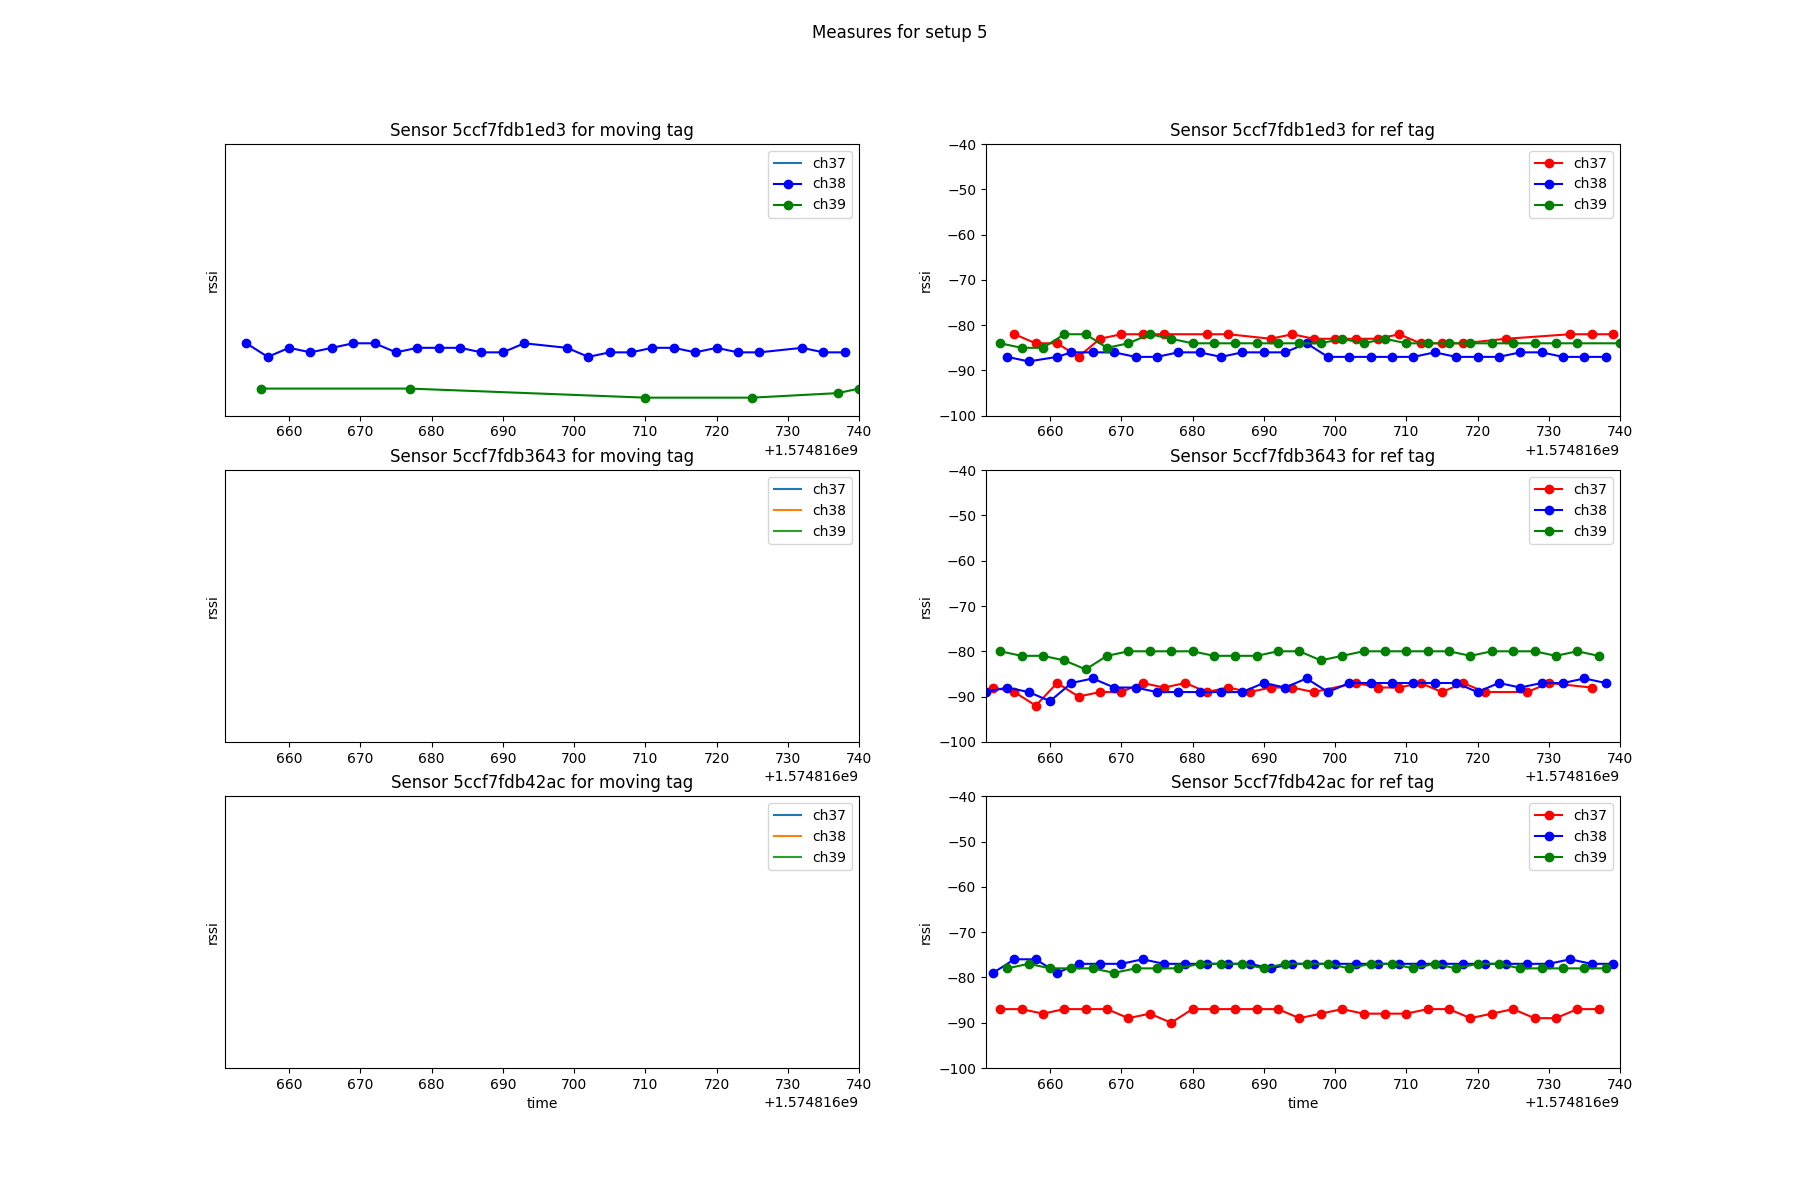 Measures for setup 5
Sensor 5ccf7fdb1ed3 for moving tag
rssi
ch37
ch38
ch39
660 670 680 690 700 710 720 730 740
+1.574816e9
Sensor 5ccf7fdb1ed3 for ref tag
rssi
−40
−50
−60
−70
−80
−90
−100
ch37
ch38
ch39
660 670 680 690 700 710 720 730 740
+1.574816e9
Sensor 5ccf7fdb3643 for moving tag
rssi
ch37
ch38
ch39
660 670 680 690 700 710 720 730 740
+1.574816e9
Sensor 5ccf7fdb3643 for ref tag
rssi
−40
−50
−60
−70
−80
−90
−100
ch37
ch38
ch39
660 670 680 690 700 710 720 730 740
+1.574816e9
Sensor 5ccf7fdb42ac for moving tag
rssi
ch37
ch38
ch39
660 670 680 690 700 710 720 730 740
time
+1.574816e9
Sensor 5ccf7fdb42ac for ref tag
rssi
−40
−50
−60
−70
−80
−90
−100
ch37
ch38
ch39
660 670 680 690 700 710 720 730 740
time
+1.574816e9